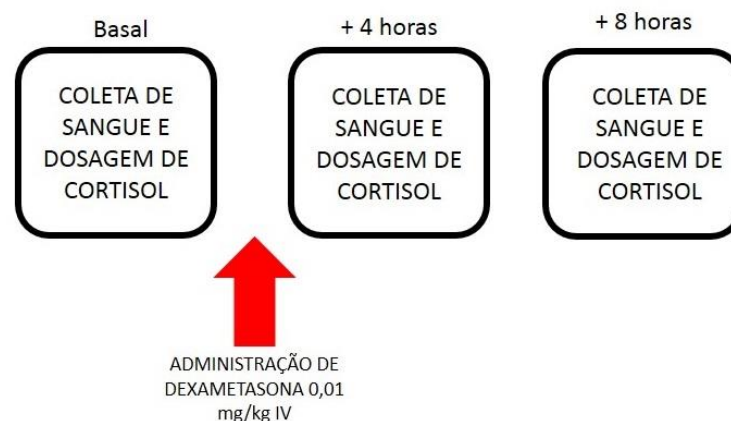 Basal
+ 4 horas
+ 8 horas
COLETA DE
SANGUE E
DOSAGEM DE
CORTISOL
COLETA DE
SANGUE E
DOSAGEM DE
CORTISOL
COLETA DE
SANGUE E
DOSAGEM DE
CORTISOL
ADMINISTRAÇÃO DE
DEXAMETASONA 0,01
mg/kg IV